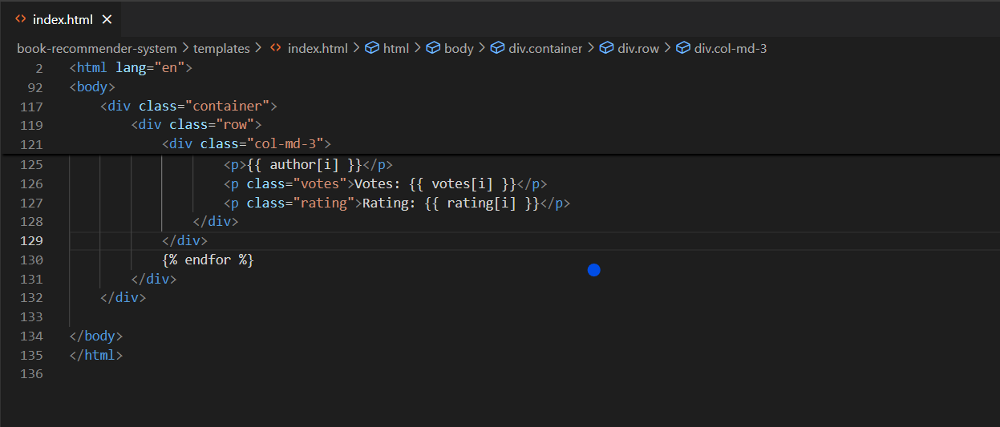 index.html
book-recommender-system templates index.html html body div.container div.row div.col-md-3
2 <html lang="en">
92 <body>
117 <div class="container">
119 <div class="row">
121 <div class="col-md-3">
125 <p>{{ author[i] }}</p>
126 <p class="votes">Votes: {{ votes[i] }}</p>
127 <p class="rating">Rating: {{ rating[i] }}</p>
128 </div>
129 </div>
130 {% endfor %}
131 </div>
132 </div>
133
134 </body>
135 </html>
136